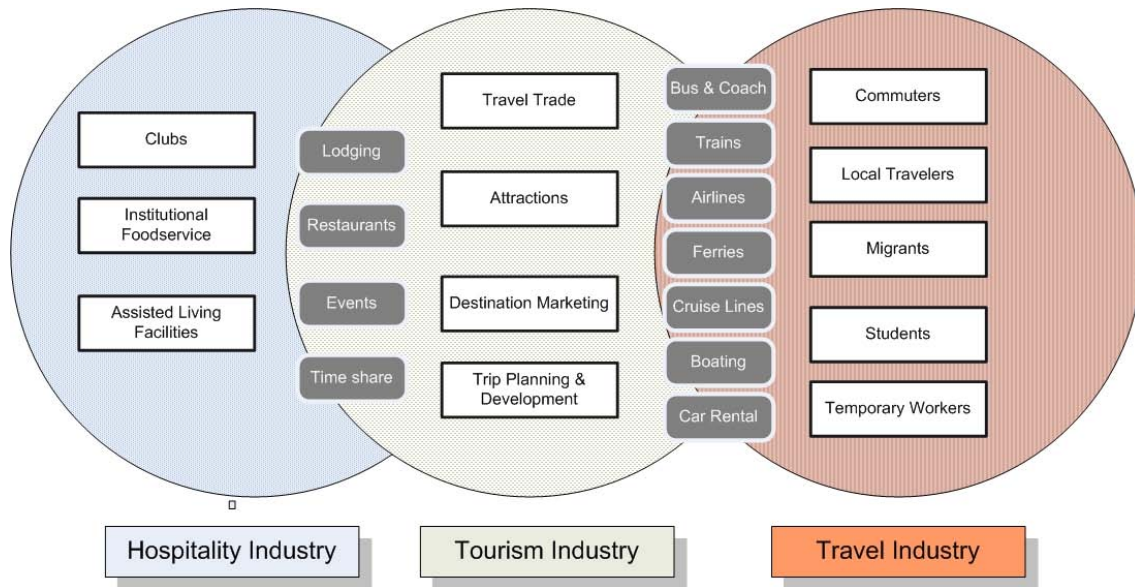 Clubs
Institutional
Foodservice
Assisted Living
Facilities
Lodging
Restaurants
Events
Time share
Travel Trade
Attractions
Destination Marketing
Trip Planning &
Development
Bus & Coach
Trains
Airlines
Ferries
Cruise Lines
Boating
Car Rental
Commuters
Local Travelers
Migrants
Students
Temporary Workers
Hospitality Industry
Tourism Industry
Travel Industry